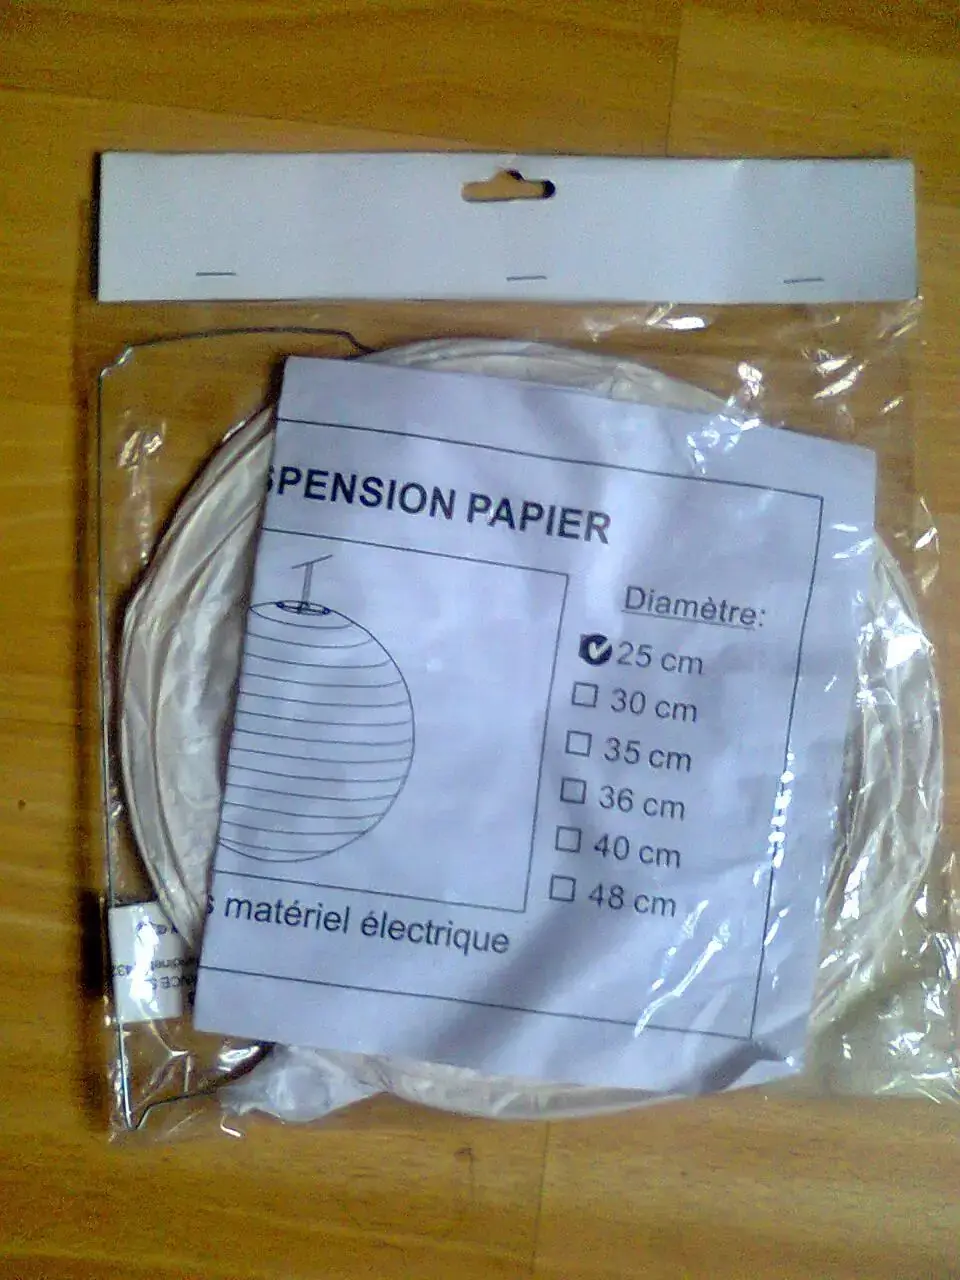 SPENSION PAPIER
Diamètre:
25 cm
30 cm
35 cm
36 cm
40 cm
48 cm
s matériel électrique